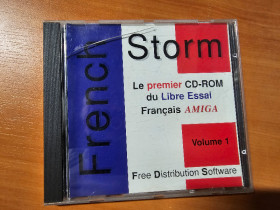 French
Storm
Le premier CD-ROM
du Libre Essai
Français AMIGA
Volume 1
Free Distribution Software